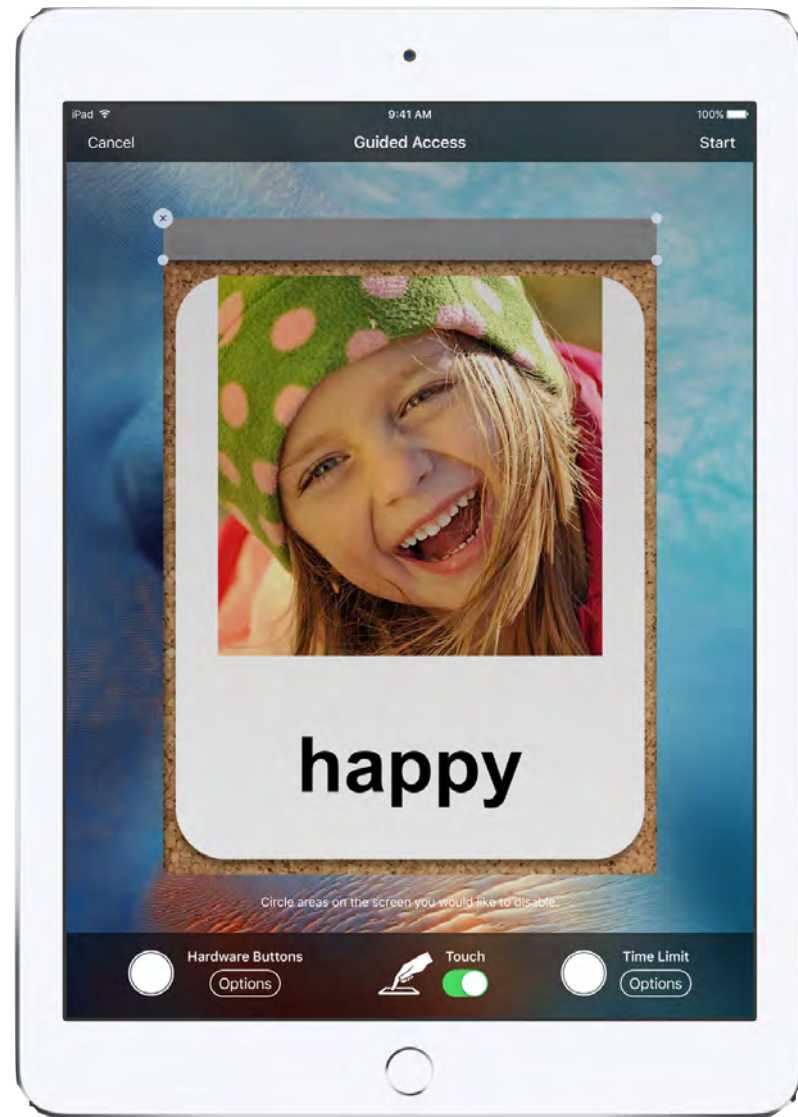 iPad 9:41 AM 100%
Cancel Guided Access Start
happy
Circle areas on the screen you would like to disable.
Hardware Buttons Touch Time Limit
Options Options